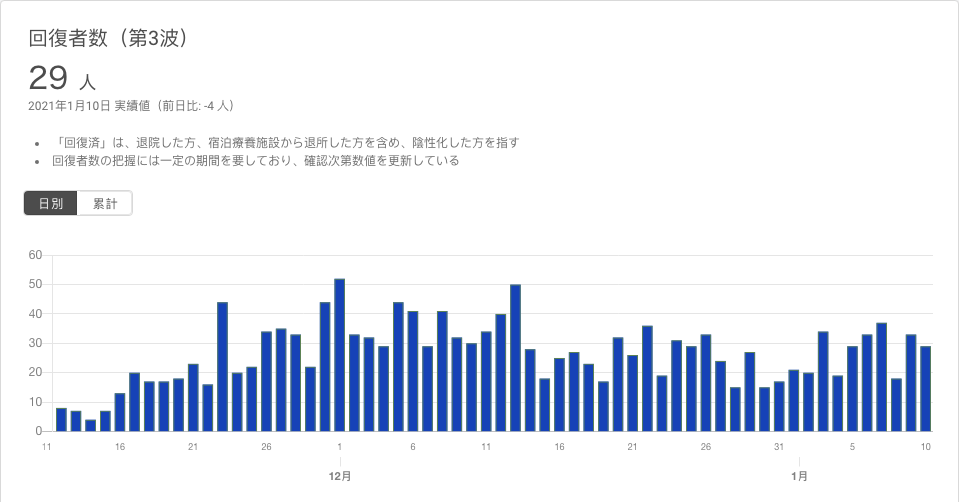 回復者数（第3波）
29 人
2021年1月10日 実績値（前日比: -4 人）
• 「回復済」は、退院した方、宿泊療養施設から退所した方を含め、陰性化した方を指す
• 回復者数の把握には一定の期間を要しており、確認次第数値を更新している
日別 累計
60
50
40
30
20
10
0
11 16 21 26 1 6 11 16 21 26 31 5 10
12月 1月